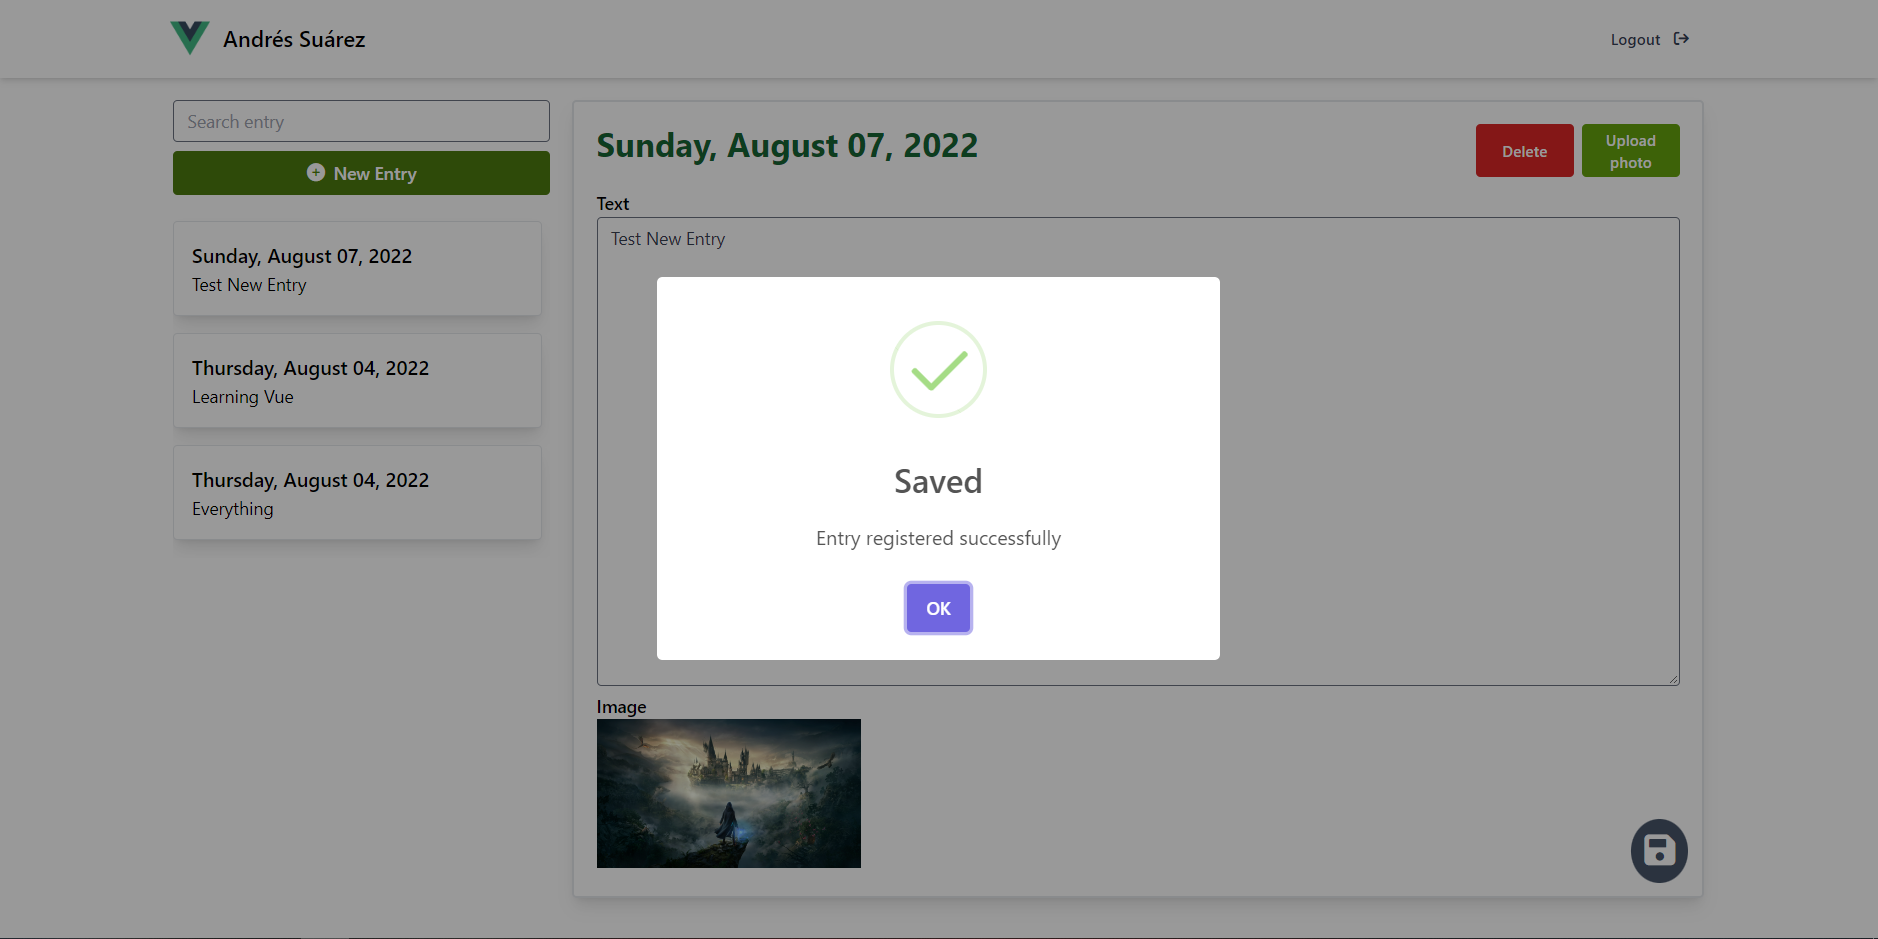 Andrés Suárez
Logout
Search entry
New Entry
Sunday, August 07, 2022
Test New Entry
Thursday, August 04, 2022
Learning Vue
Thursday, August 04, 2022
Everything
Sunday, August 07, 2022
Delete
Upload
photo
Text
Test New Entry
Saved
Entry registered successfully
OK
Image